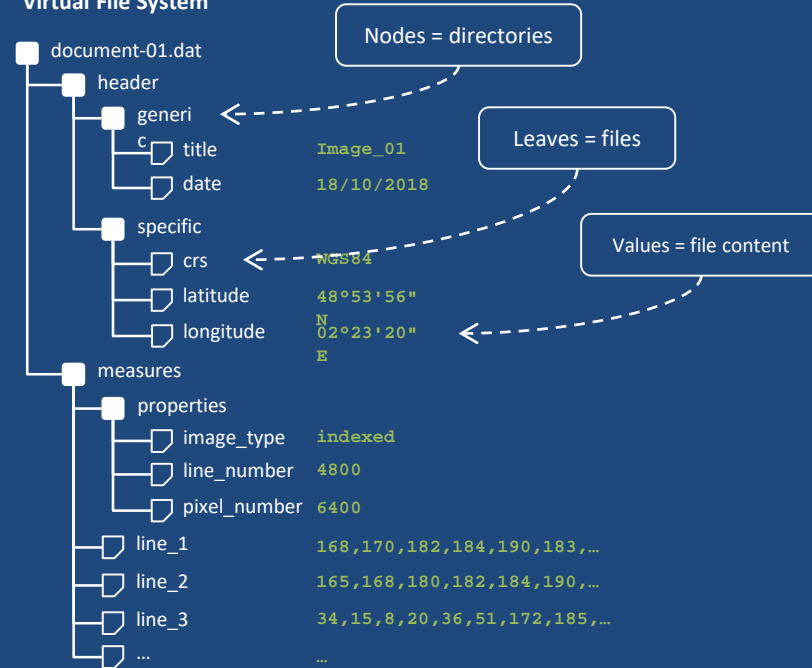 Virtual File System
Nodes = directories
document-01.dat
header
generi
c
Leaves = files
title Image_01
date 18/10/2018
specific
Values = file content
crs WGS84
latitude 48°53'56"
N
longitude 02°23'20"
E
measures
properties
image_type indexed
line_number 4800
pixel_number 6400
line_1 168,170,182,184,190,183,…
line_2 165,168,180,182,184,190,…
line_3 34,15,8,20,36,51,172,185,…
... …